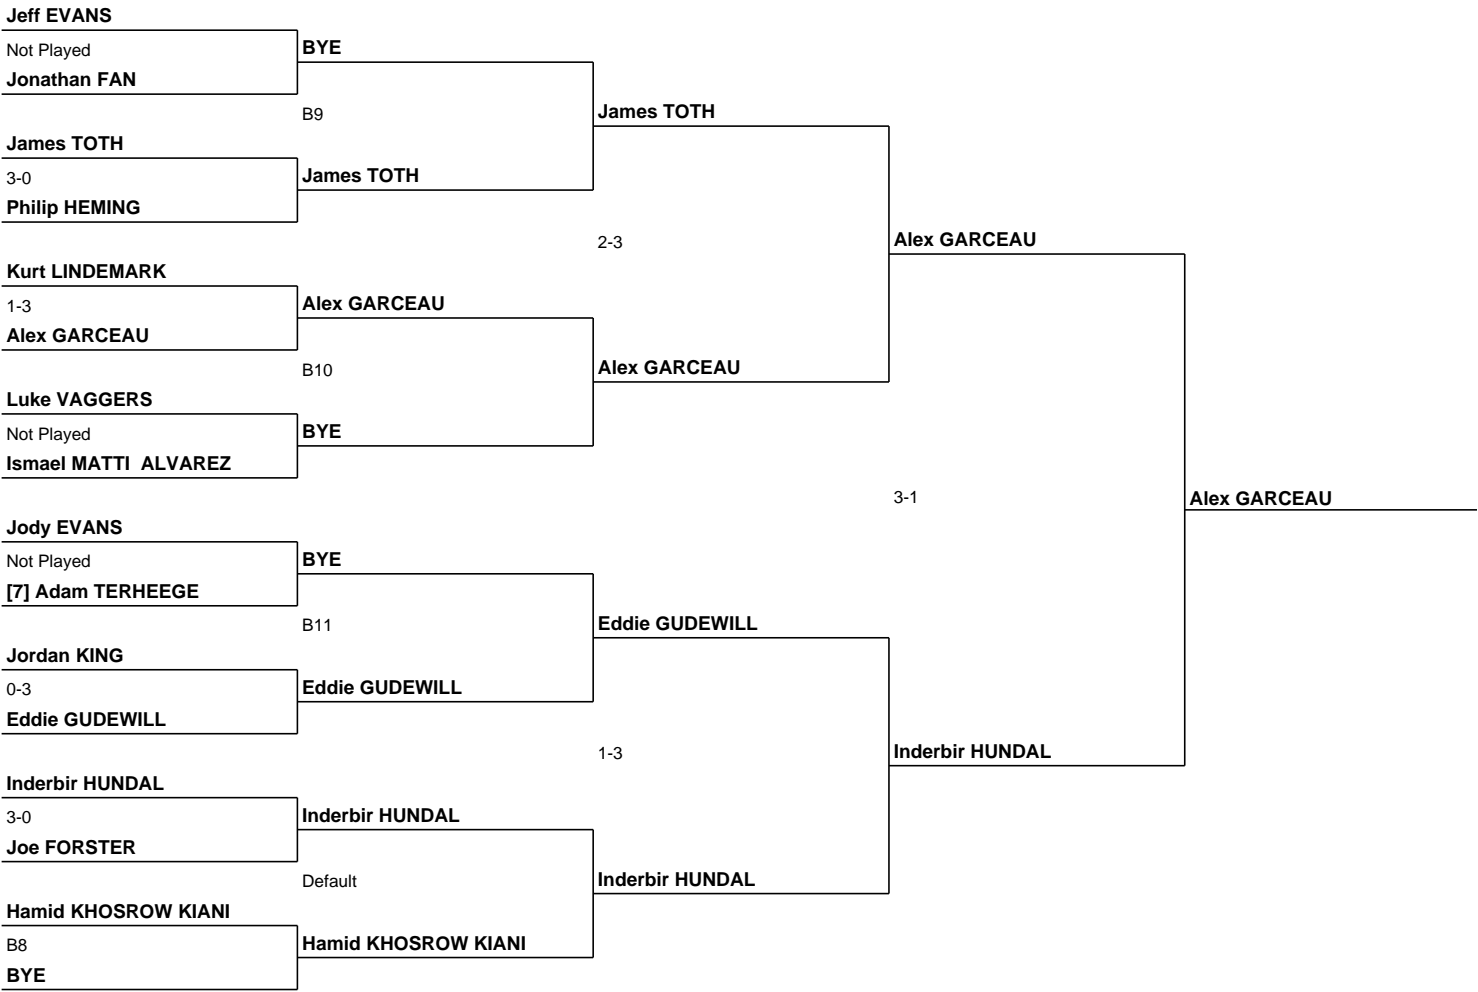 Jeff EVANS
Not Played
Jonathan FAN
James TOTH
3-0
Philip HEMING
Kurt LINDEMARK
1-3
Alex GARCEAU
Luke VAGGERS
Not Played
Ismael MATTI  ALVAREZ
Jody EVANS
Not Played
[7] Adam TERHEEGE
Jordan KING
0-3
Eddie GUDEWILL
Inderbir HUNDAL
3-0
Joe FORSTER
Hamid KHOSROW KIANI
B8
BYE
BYE
B9
James TOTH
Alex GARCEAU
B10
BYE
BYE
B11
Eddie GUDEWILL
Inderbir HUNDAL
Default
Hamid KHOSROW KIANI
James TOTH
2-3
Alex GARCEAU
Eddie GUDEWILL
1-3
Inderbir HUNDAL
Alex GARCEAU
3-1
Inderbir HUNDAL
Alex GARCEAU